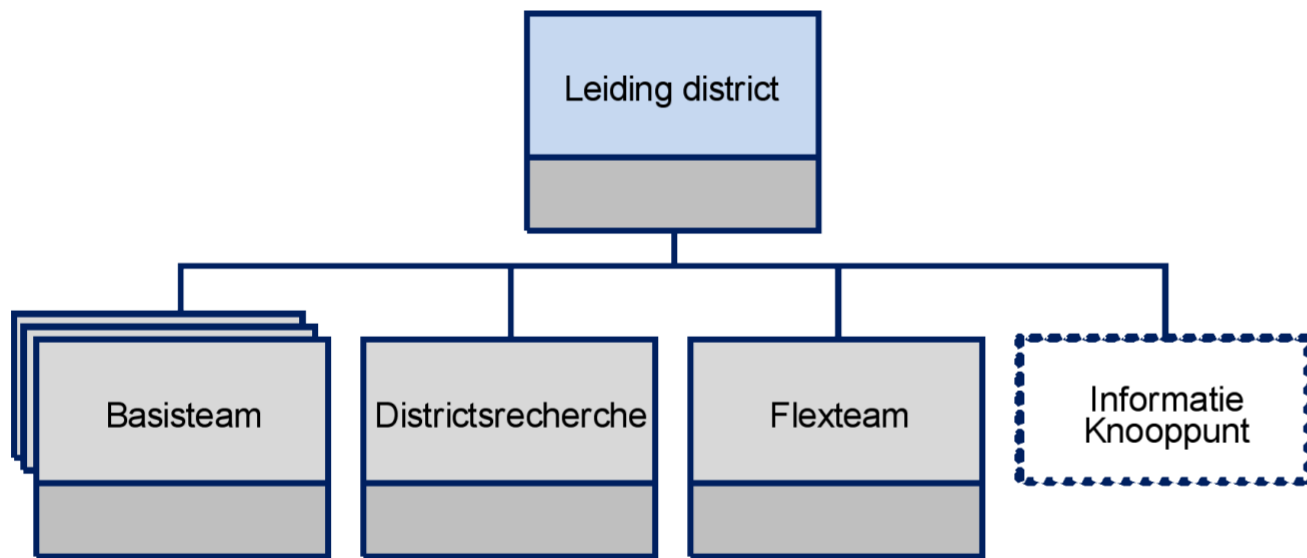 Leiding district
Basisteam
Districtsrecherche
Flexteam
Informatie
Knooppunt